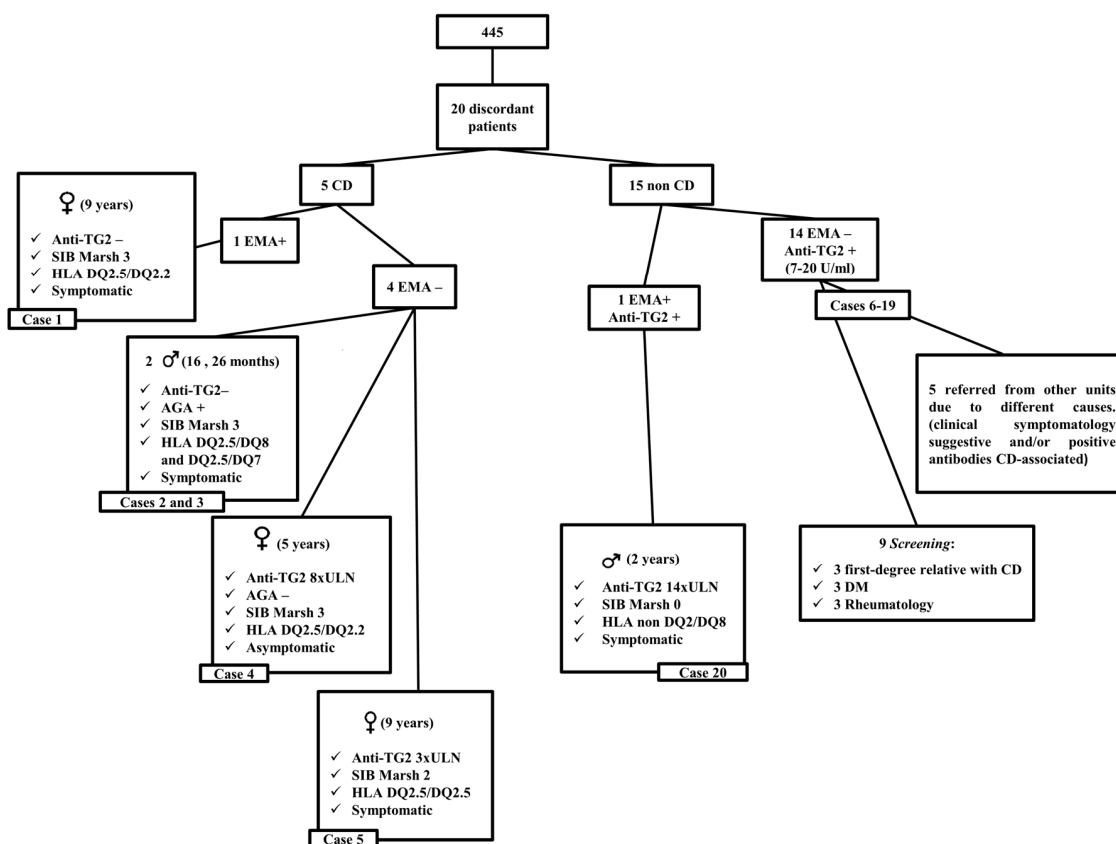 445
20 discordant
patients
5 CD
15 non CD
♀ (9 years)
✓ Anti-TG2 –
✓ SIB Marsh 3
✓ HLA DQ2.5/DQ2.2
✓ Symptomatic
Case 1
1 EMA+
4 EMA –
14 EMA –
Anti-TG2 +
(7-20 U/ml)
Cases 6-19
1 EMA+
Anti-TG2 +
2 ♂ (16 , 26 months)
✓ Anti-TG2–
✓ AGA +
✓ SIB Marsh 3
✓ HLA DQ2.5/DQ8
and DQ2.5/DQ7
✓ Symptomatic
Cases 2 and 3
5 referred from other units
due to different causes.
(clinical symptomatology
suggestive and/or positive
antibodies CD-associated)
♀ (5 years)
✓ Anti-TG2 8xULN
✓ AGA –
✓ SIB Marsh 3
✓ HLA DQ2.5/DQ2.2
✓ Asymptomatic
Case 4
♂ (2 years)
✓ Anti-TG2 14xULN
✓ SIB Marsh 0
✓ HLA non DQ2/DQ8
✓ Symptomatic
Case 20
9 Screening:
✓ 3 first-degree relative with CD
✓ 3 DM
✓ 3 Rheumatology
♀ (9 years)
✓ Anti-TG2 3xULN
✓ SIB Marsh 2
✓ HLA DQ2.5/DQ2.5
✓ Symptomatic
Case 5